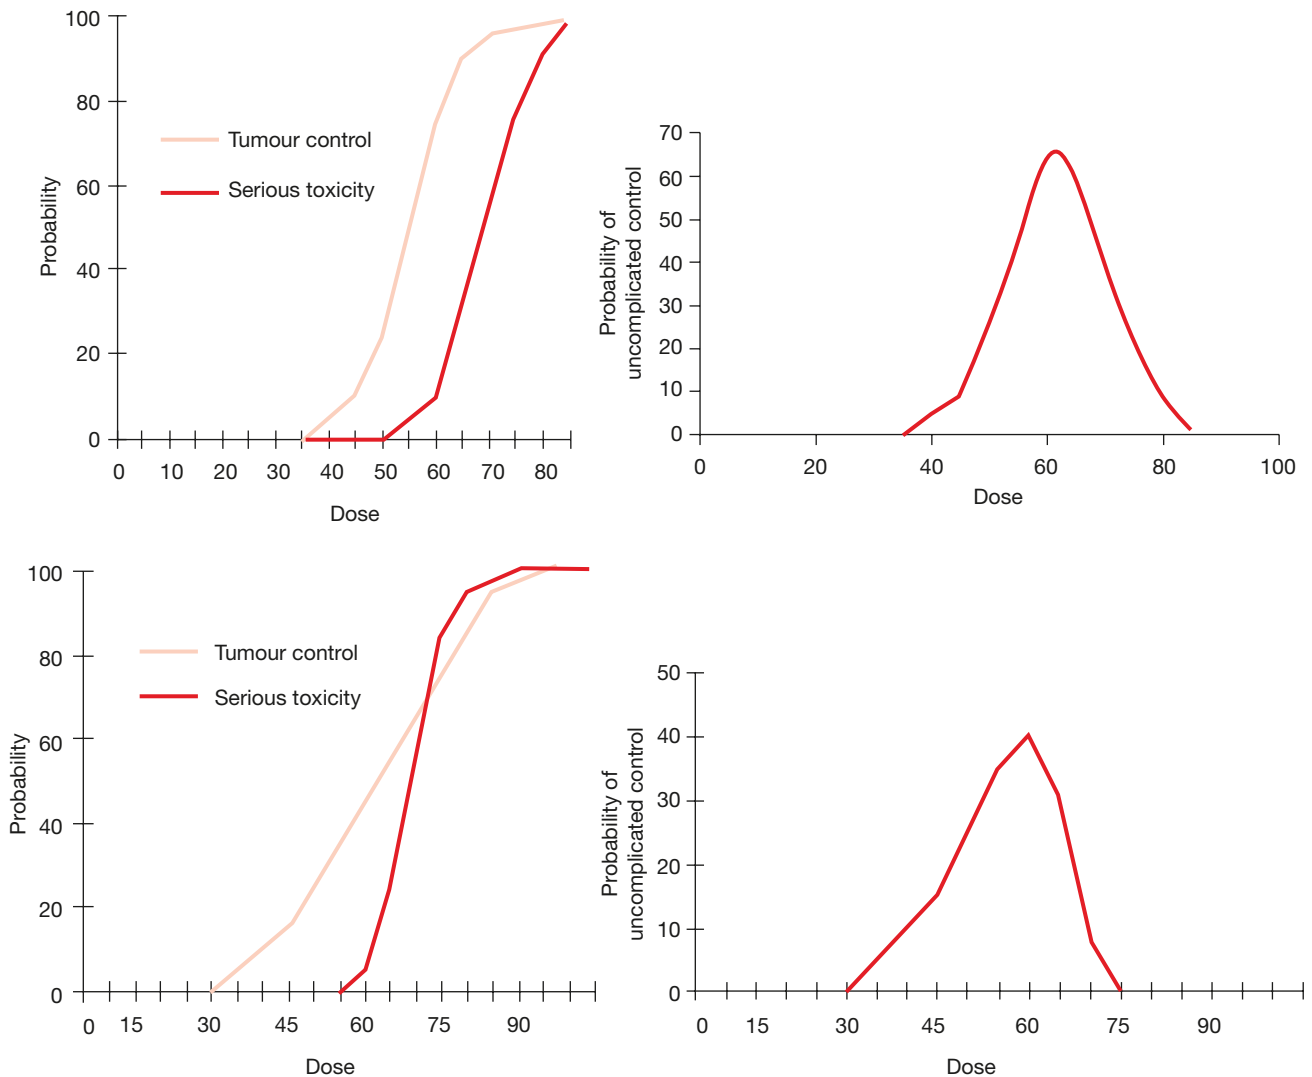 100
80
60
40
20
0
Probability
Tumour control
Serious toxicity
0 10 20 30 40 50 60 70 80
Dose
70
60
50
40
30
20
10
0
Probability of
uncomplicated control
0 20 40 60 80 100
Dose
100
80
60
40
20
0
Probability
Tumour control
Serious toxicity
0 15 30 45 60 75 90
Dose
50
40
30
20
10
0
Probability of
uncomplicated control
0 15 30 45 60 75 90
Dose